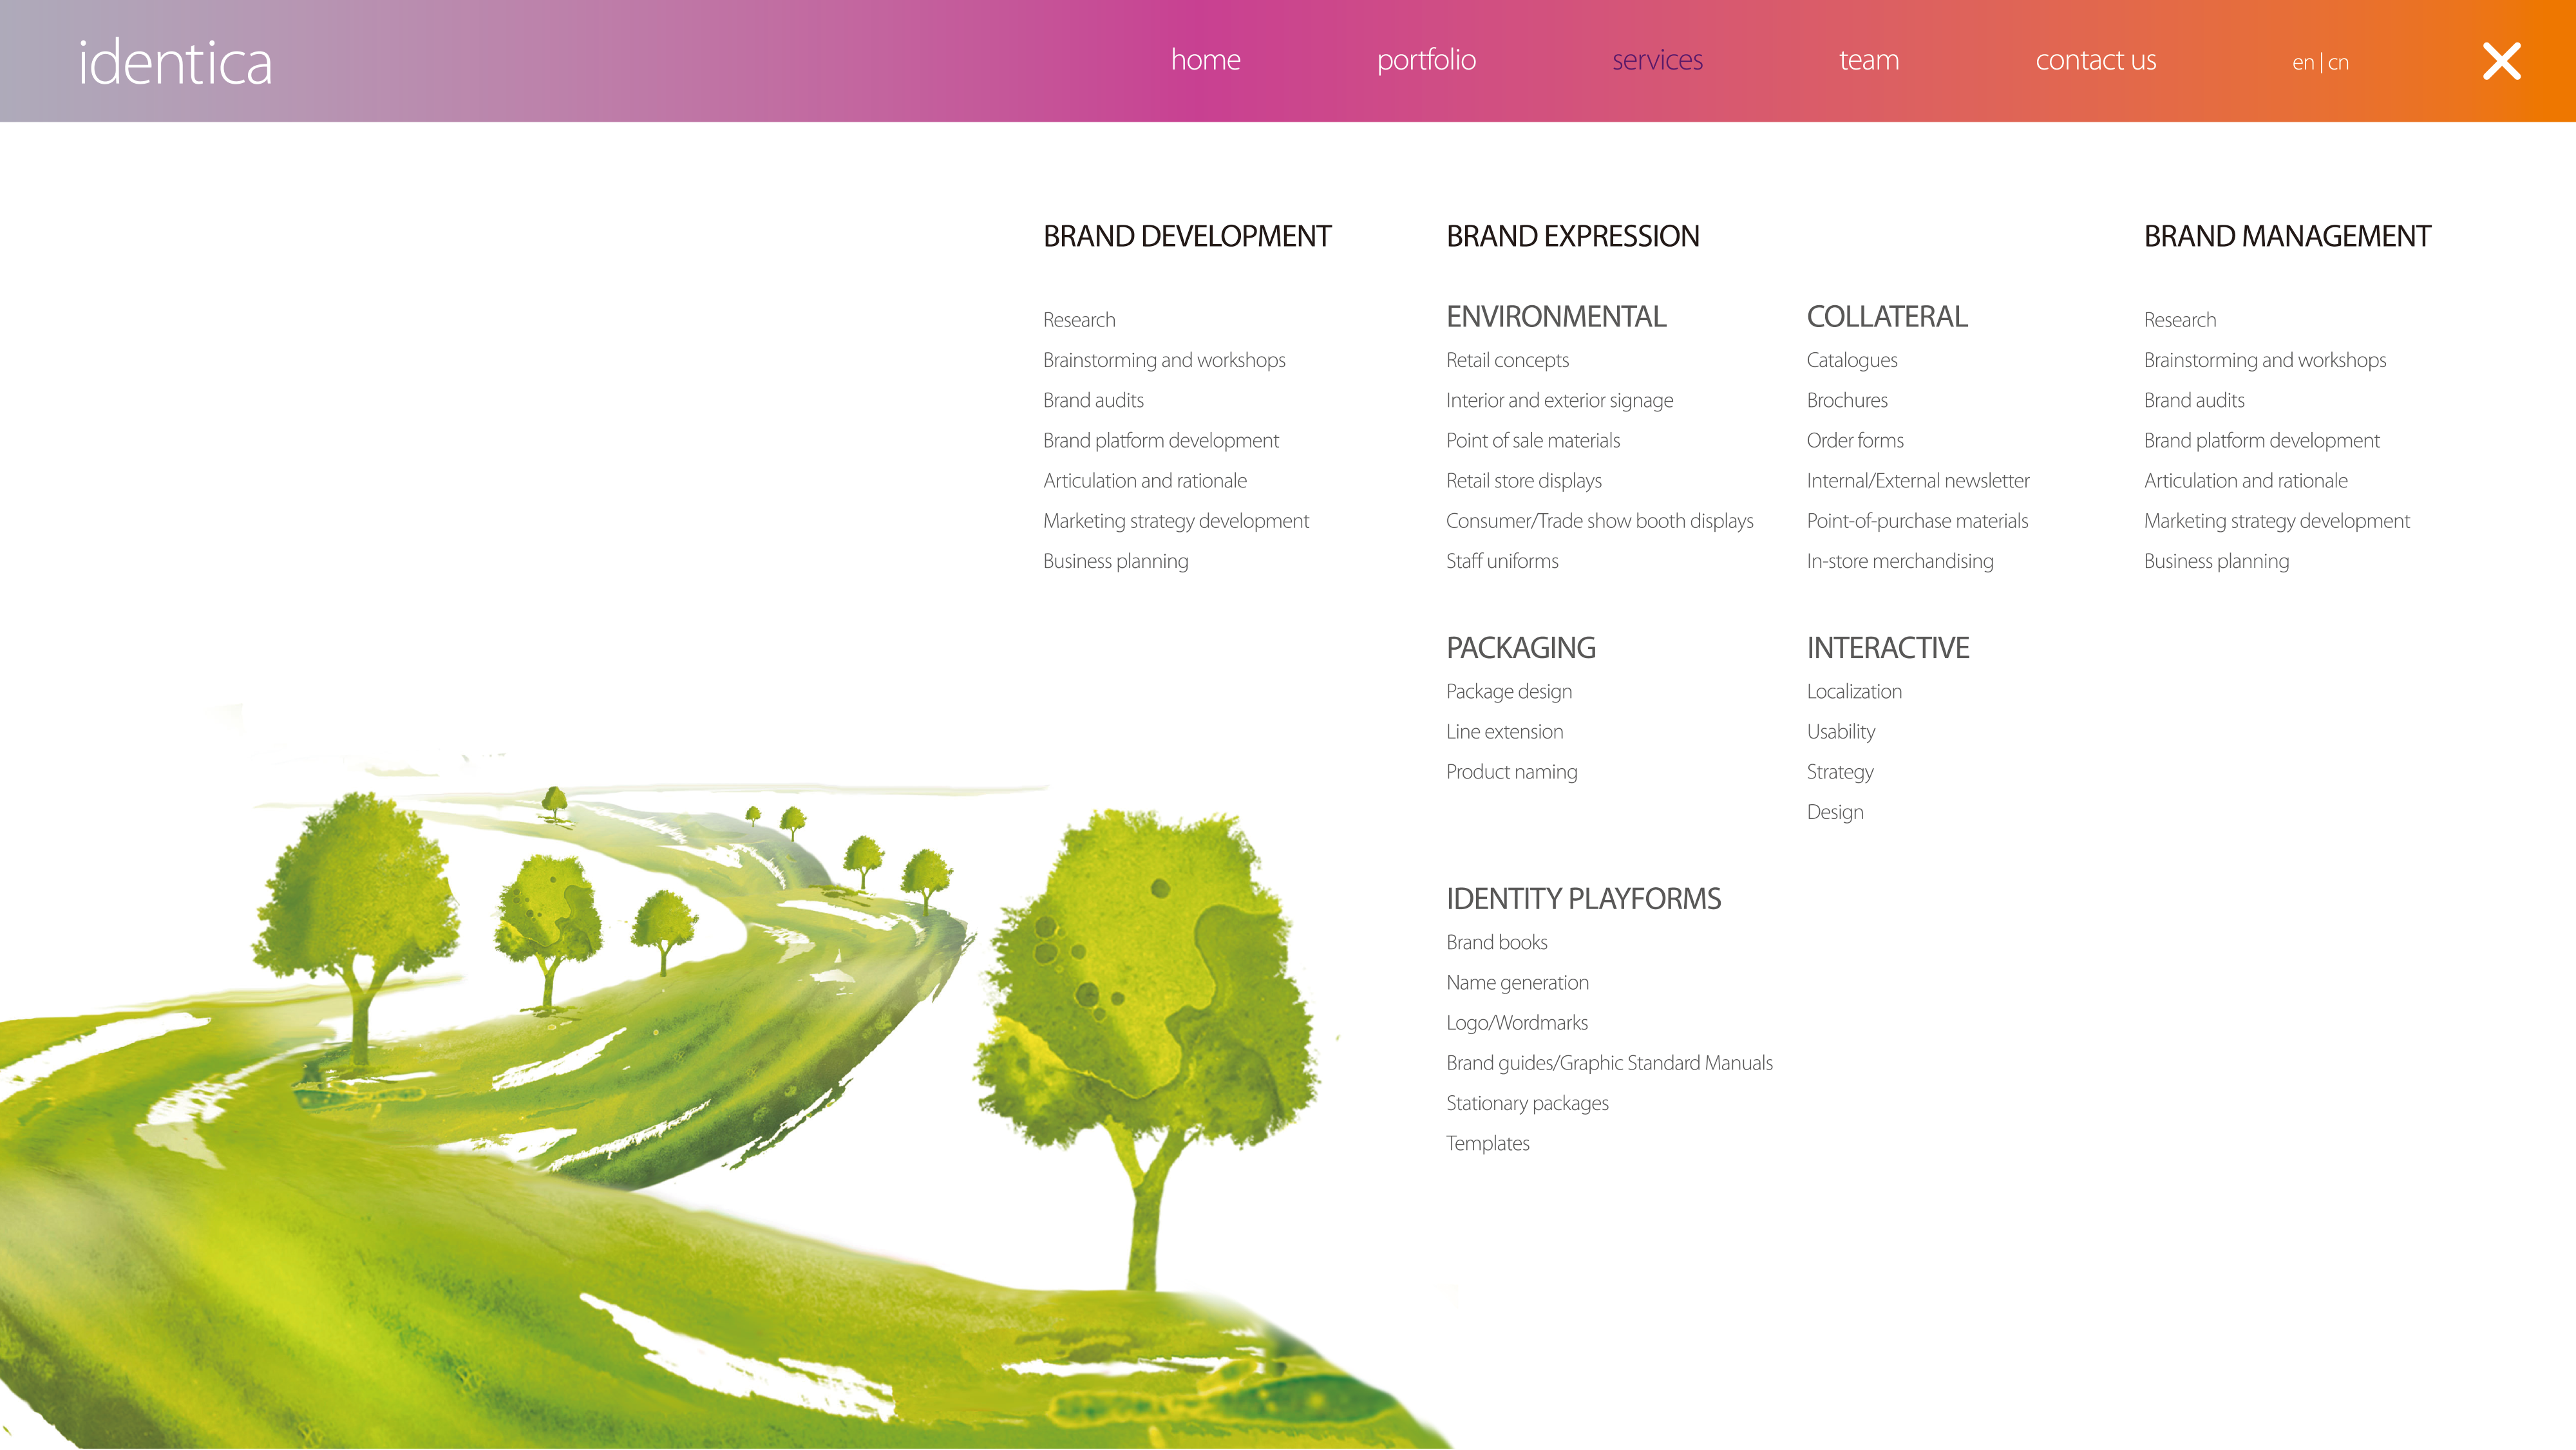 identica
home
portfolio
services
team
contact us
en | cn
BRAND DEVELOPMENT
Research
Brainstorming and workshops
Brand audits
Brand platform development
Articulation and rationale
Marketing strategy development
Business planning
BRAND EXPRESSION
ENVIRONMENTAL
Retail concepts
Interior and exterior signage
Point of sale materials
Retail store displays
Consumer/Trade show booth displays
Staff uniforms
COLLATERAL
Catalogues
Brochures
Order forms
Internal/External newsletter
Point-of-purchase materials
In-store merchandising
PACKAGING
Package design
Line extension
Product naming
INTERACTIVE
Localization
Usability
Strategy
Design
IDENTITY PLAYFORMS
Brand books
Name generation
Logo/Wordmarks
Brand guides/Graphic Standard Manuals
Stationary packages
Templates
BRAND MANAGEMENT
Research
Brainstorming and workshops
Brand audits
Brand platform development
Articulation and rationale
Marketing strategy development
Business planning